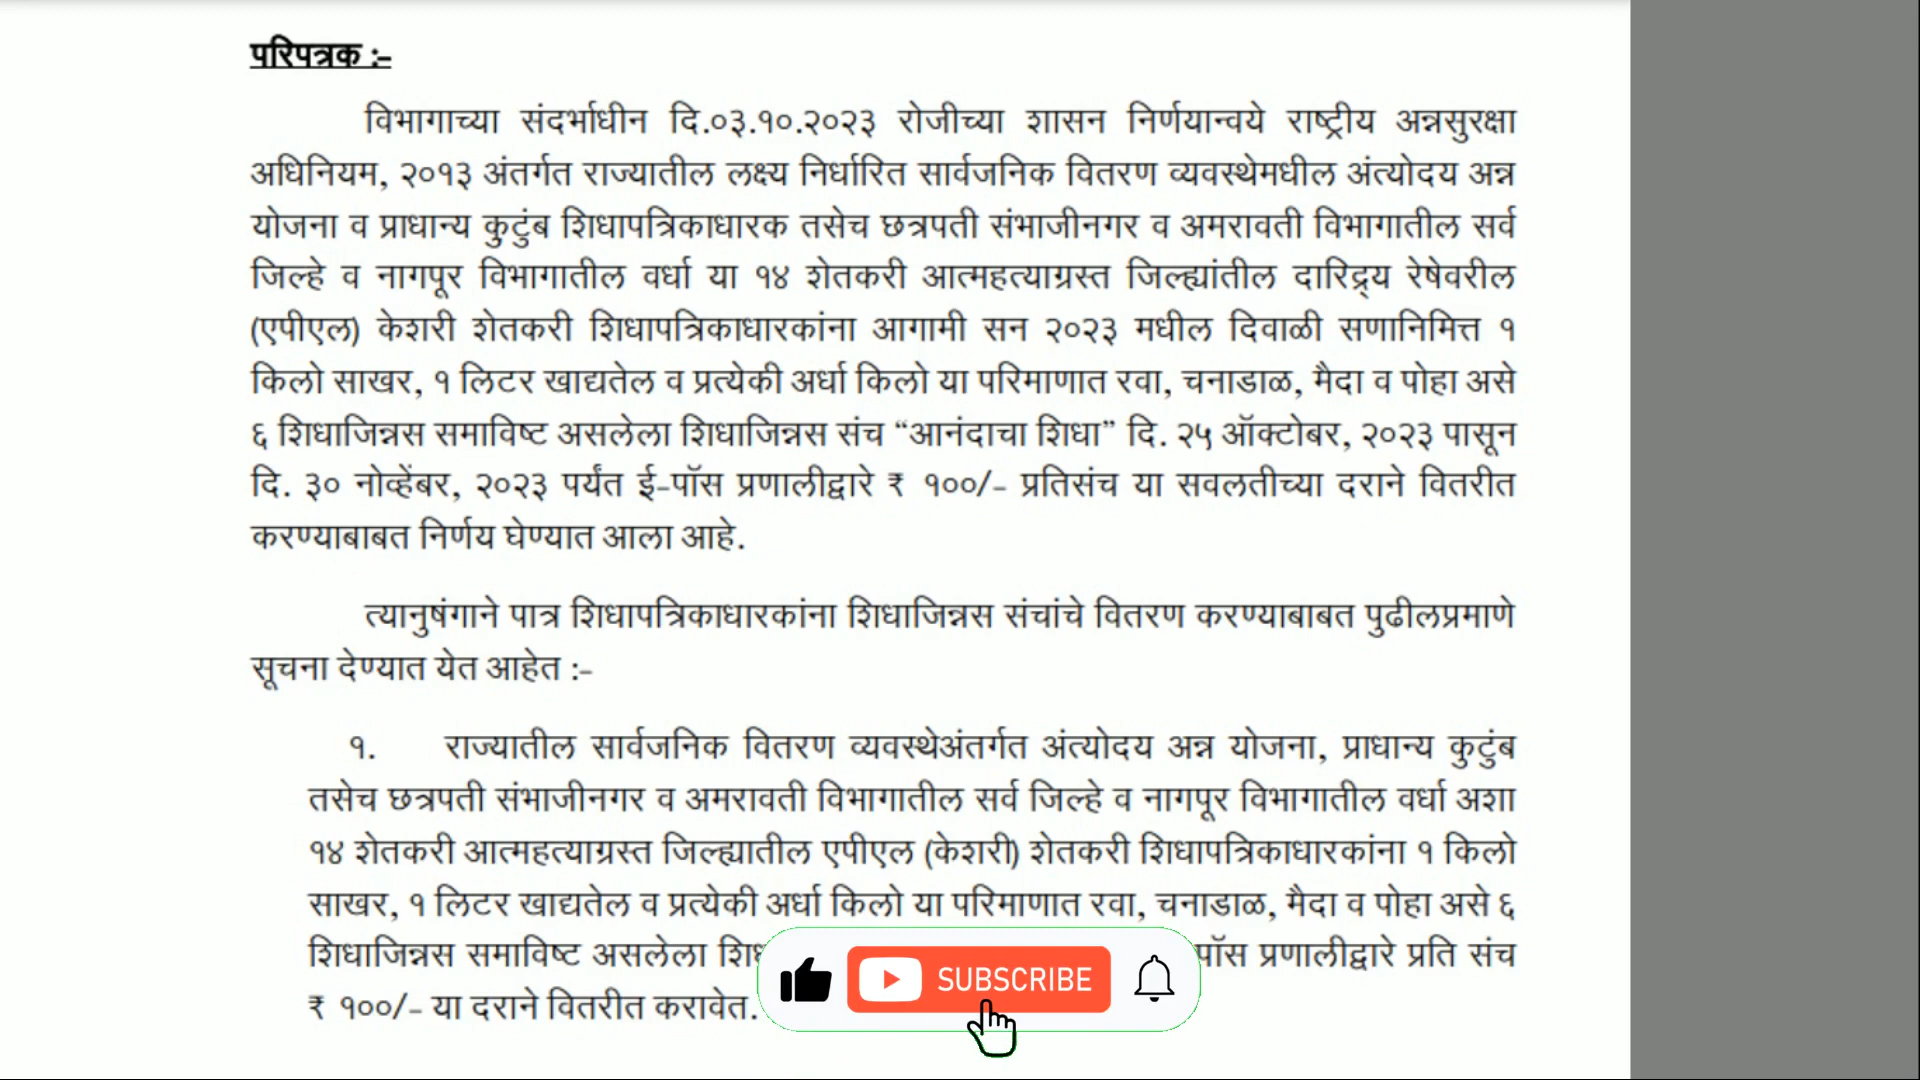 परिपत्रक :-
विभागाच्या संदर्भाधीन दि.०३.१०.२०२३ रोजीच्या शासन निर्णयान्वये राष्ट्रीय अन्नसुरक्षा
अधिनियम, २०१३ अंतर्गत राज्यातील लक्ष्य निर्धारित सार्वजनिक वितरण व्यवस्थेमधील अंत्योदय अन्न
योजना व प्राधान्य कुटुंब शिधापत्रिकाधारक तसेच छत्रपती संभाजीनगर व अमरावती विभागातील सर्व
जिल्हे व नागपूर विभागातील वर्धा या १४ शेतकरी आत्महत्याग्रस्त जिल्ह्यांतील दारिद्र्य रेषेवरील
(एपीएल) केशरी शेतकरी शिधापत्रिकाधारकांना आगामी सन २०२३ मधील दिवाळी सणानिमित्त १
किलो साखर, १ लिटर खाद्यतेल व प्रत्येकी अर्धा किलो या परिमाणात रवा, चनाडाळ, मैदा व पोहा असे
६ शिधाजिन्नस समाविष्ट असलेला शिधाजिन्नस संच “आनंदाचा शिधा” दि. २५ ऑक्टोबर, २०२३ पासून
दि. ३० नोव्हेंबर, २०२३ पर्यंत ई-पॉस प्रणालीद्वारे ₹ १००/- प्रतिसंच या सवलतीच्या दराने वितरीत
करण्याबाबत निर्णय घेण्यात आला आहे.
त्यानुषंगाने पात्र शिधापत्रिकाधारकांना शिधाजिन्नस संचांचे वितरण करण्याबाबत पुढीलप्रमाणे
सूचना देण्यात येत आहेत :-
१. राज्यातील सार्वजनिक वितरण व्यवस्थेअंतर्गत अंत्योदय अन्न योजना, प्राधान्य कुटुंब
तसेच छत्रपती संभाजीनगर व अमरावती विभागातील सर्व जिल्हे व नागपूर विभागातील वर्धा अशा
१४ शेतकरी आत्महत्याग्रस्त जिल्ह्यातील एपीएल (केशरी) शेतकरी शिधापत्रिकाधारकांना १ किलो
साखर, १ लिटर खाद्यतेल व प्रत्येकी अर्धा किलो या परिमाणात रवा, चनाडाळ, मैदा व पोहा असे ६
शिधाजिन्नस समाविष्ट असलेला पॉस प्रणालीद्वारे प्रति संच
₹ १००/- या दराने वितरीत करावेत.
SUBSCRIBE